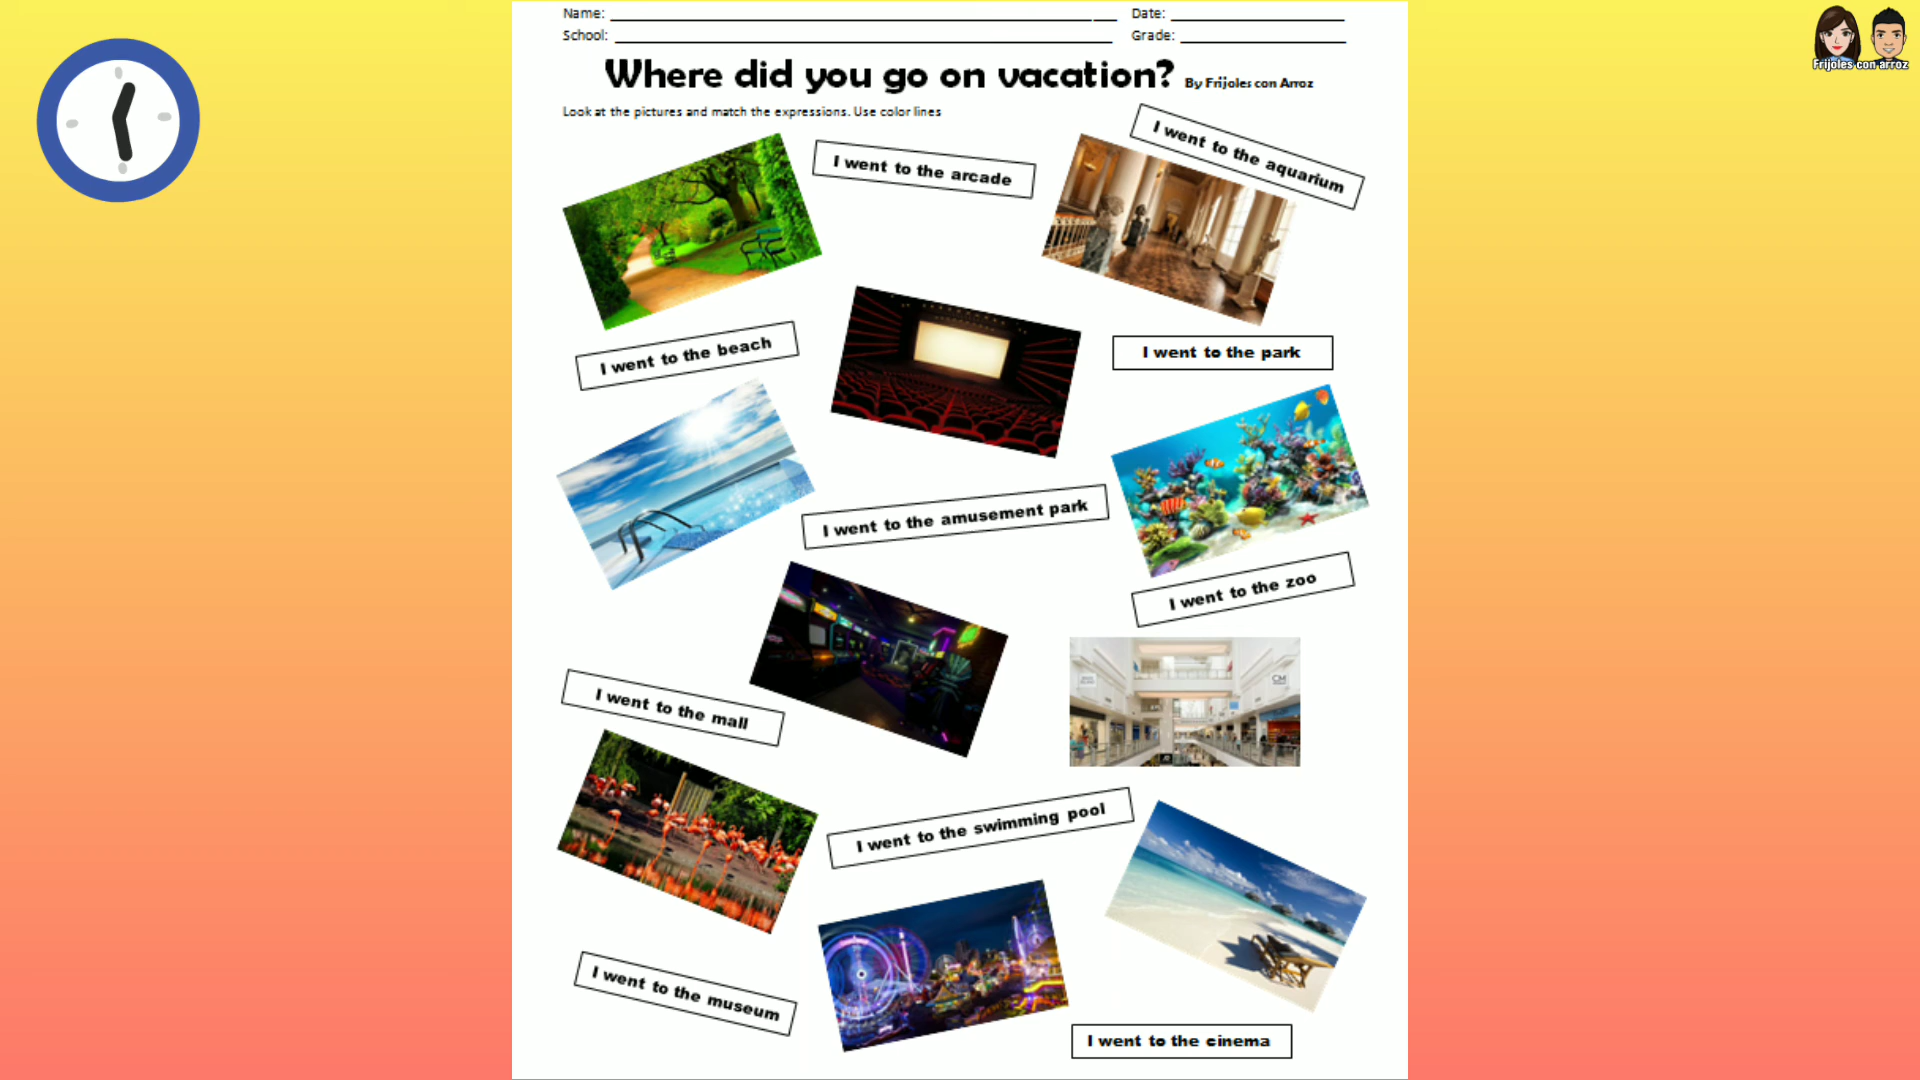 Name:
Date:
School:
Grade:
Where did you go on vacation? By Frijoles con Arroz
Look at the pictures and match the expressions. Use color lines
Frijoles con arroz
I went to the aquarium
I went to the arcade
I went to the beach
I went to the park
I went to the amusement park
I went to the zoo
I went to the mall
CM
I went to the swimming pool
I went to the museum
I went to the cinema